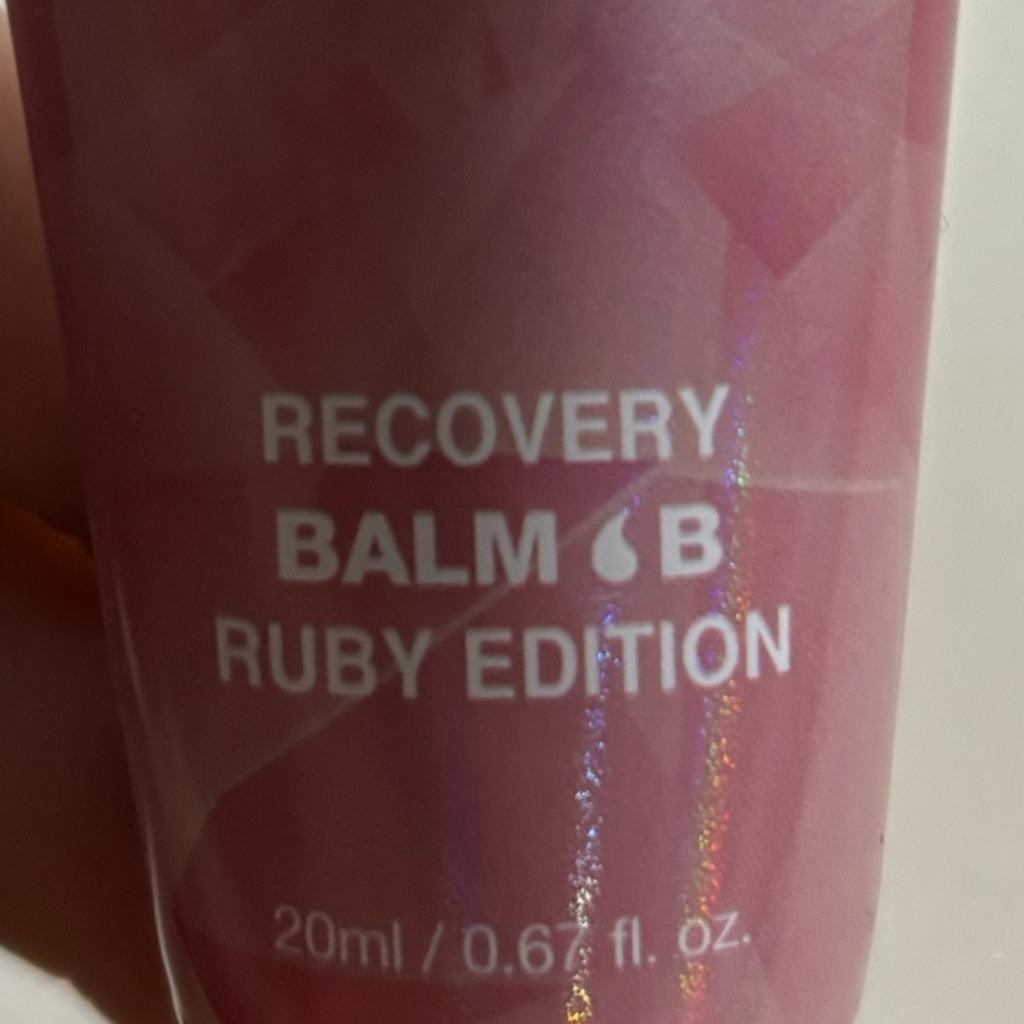 RECOVERY
BALM B
RUBY EDITION
20ml / 0.67 fl. oz.